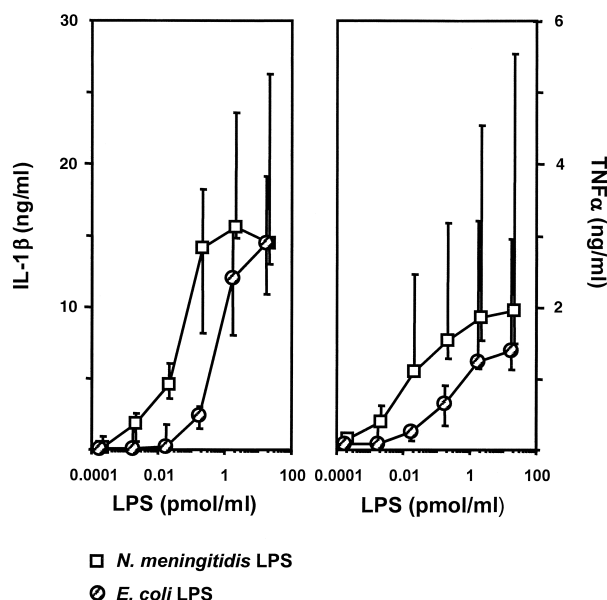 30
20
10
IL-1β (ng/ml)
0.0001 0.01 1 100
LPS (pmol/ml)
6
4
2
TNFα (ng/ml)
0.0001 0.01 1 100
LPS (pmol/ml)
N. meningitidis LPS
E. coli LPS